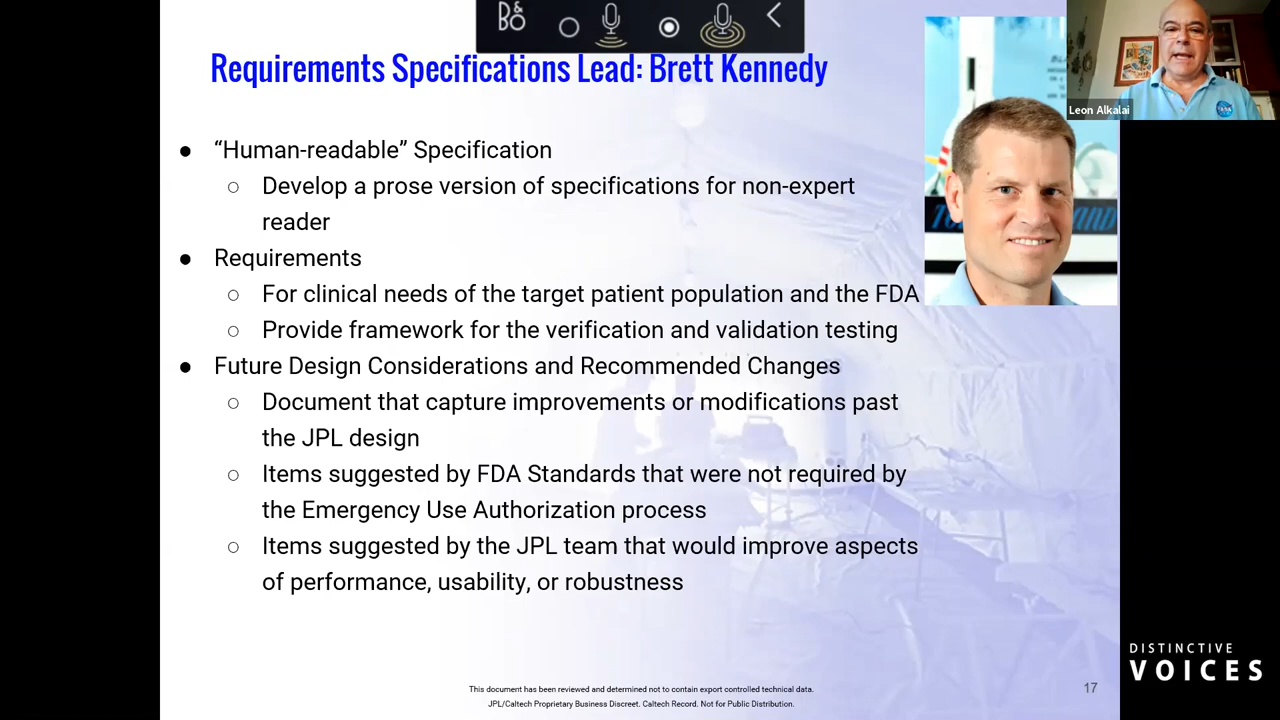 B&O
Requirements Specifications Lead: Brett Kennedy
Leon Alkalai
● “Human-readable” Specification
○ Develop a prose version of specifications for non-expert
reader
● Requirements
○ For clinical needs of the target patient population and the FDA
○ Provide framework for the verification and validation testing
● Future Design Considerations and Recommended Changes
○ Document that capture improvements or modifications past
the JPL design
○ Items suggested by FDA Standards that were not required by
the Emergency Use Authorization process
○ Items suggested by the JPL team that would improve aspects
of performance, usability, or robustness
DISTINCTIVE
VOICES
This document has been reviewed and determined not to contain export controlled technical data.
JPL/Caltech Proprietary Business Discreet. Caltech Record. Not for Public Distribution.
17